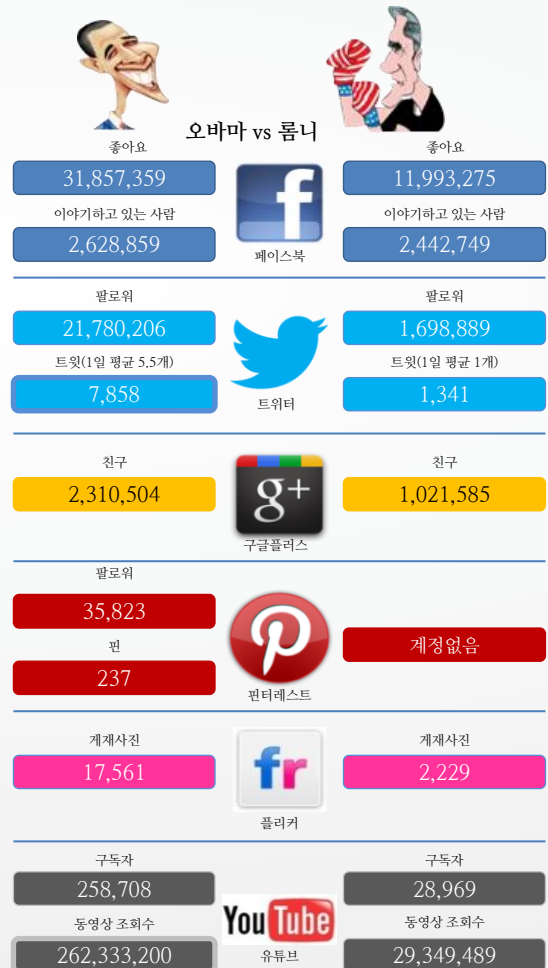 오바마 vs 롬니
좋아요 좋아요
31,857,359 11,993,275
이야기하고 있는 사람 이야기하고 있는 사람
2,628,859 2,442,749
f
페이스북
팔로워 팔로워
21,780,206 1,698,889
트윗(1일 평균 5.5개) 트윗(1일 평균 1개)
7,858 1,341
트위터
친구 친구
2,310,504 1,021,585
g+
구글플러스
팔로워
35,823
핀
237
계정없음
핀터레스트
게재사진 게재사진
17,561 2,229
fr
플리커
구독자 구독자
258,708 28,969
동영상 조회수 동영상 조회수
262,333,200 29,349,489
You Tube
유튜브